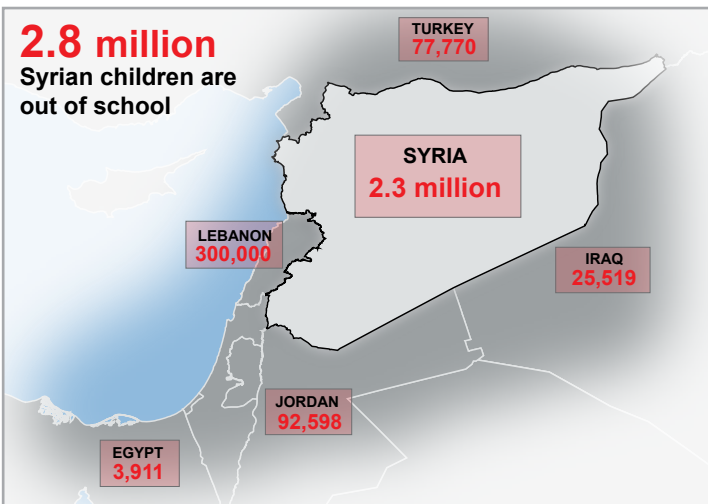 2.8 million
Syrian children are
out of school
TURKEY
77,770
SYRIA
2.3 million
LEBANON
300,000
IRAQ
25,519
JORDAN
92,598
EGYPT
3,911